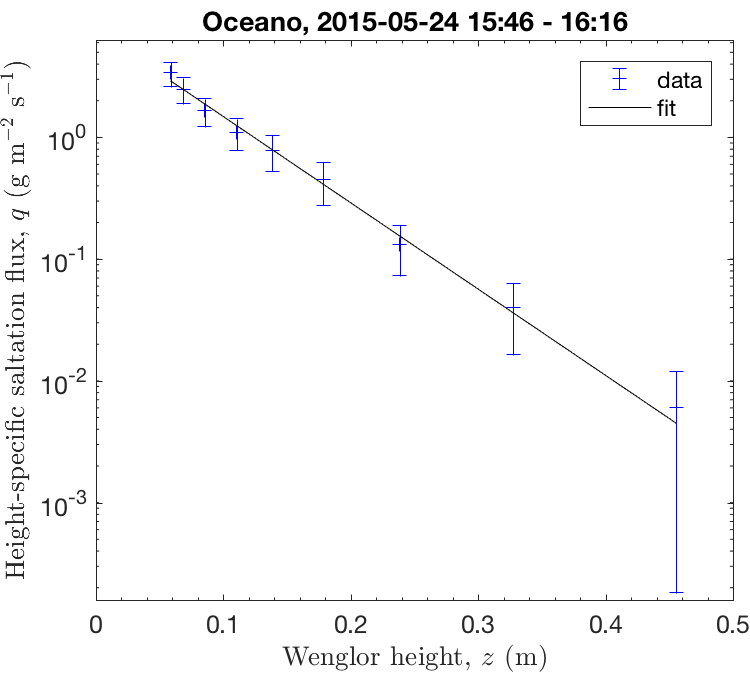 Oceano, 2015-05-24 15:46 - 16:16
data
fit
Height-specific saltation flux, q (g m⁻² s⁻¹)
10⁰
10⁻¹
10⁻²
10⁻³
0 0.1 0.2 0.3 0.4 0.5
Wenglor height, z (m)